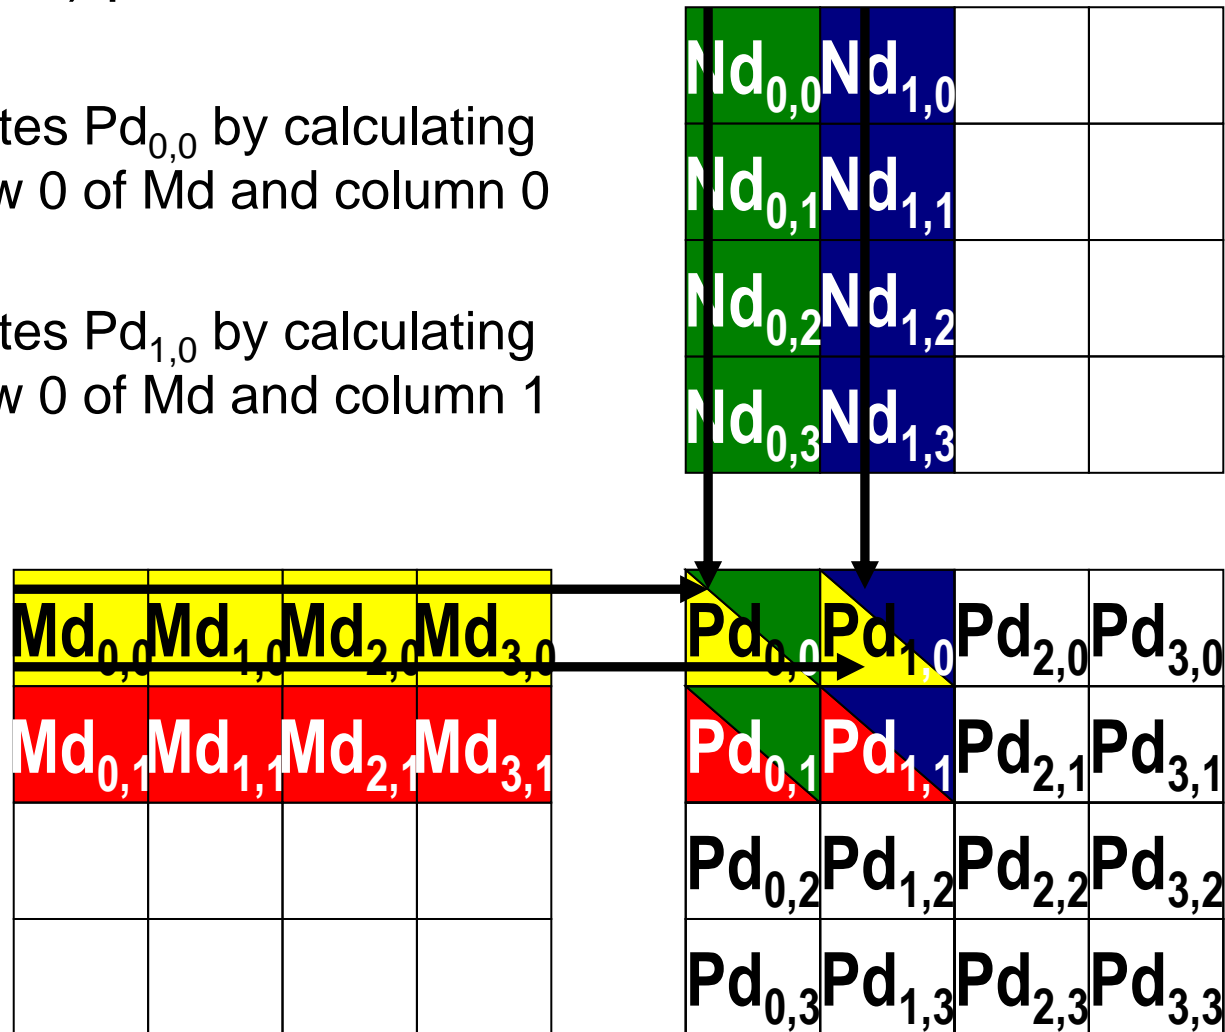 tes Pd0,0 by calculating
w 0 of Md and column 0
tes Pd1,0 by calculating
w 0 of Md and column 1
Nd0,0 Nd1,0
Nd0,1 Nd1,1
Nd0,2 Nd1,2
Nd0,3 Nd1,3
Md0,0 Md1,0 Md2,0 Md3,0 Pd0,0 Pd1,0 Pd2,0 Pd3,0
Md0,1 Md1,1 Md2,1 Md3,1 Pd0,1 Pd1,1 Pd2,1 Pd3,1
Pd0,2 Pd1,2 Pd2,2 Pd3,2
Pd0,3 Pd1,3 Pd2,3 Pd3,3